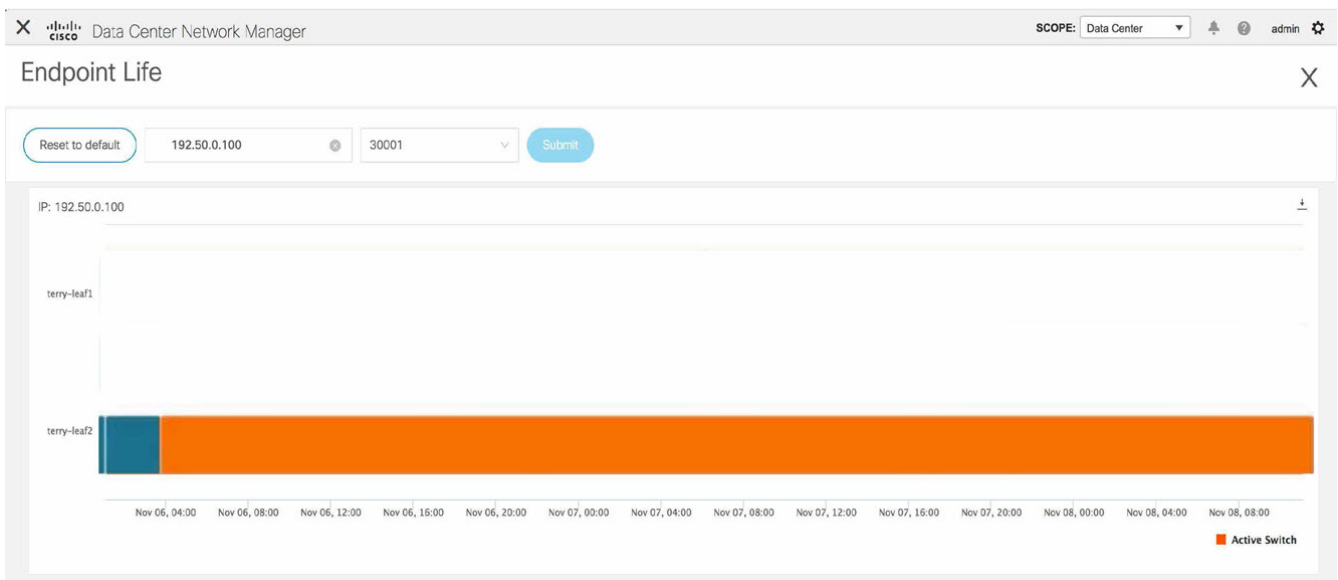 X cisco Data Center Network Manager SCOPE: Data Center admin
Endpoint Life X
Reset to default 192.50.0.100 30001 Submit
IP: 192.50.0.100
terry-leaf1
terry-leaf2
Nov 06, 04:00 Nov 06, 08:00 Nov 06, 12:00 Nov 06, 16:00 Nov 06, 20:00 Nov 07, 00:00 Nov 07, 04:00 Nov 07, 08:00 Nov 07, 12:00 Nov 07, 16:00 Nov 07, 20:00 Nov 08, 00:00 Nov 08, 04:00 Nov 08, 08:00
Active Switch